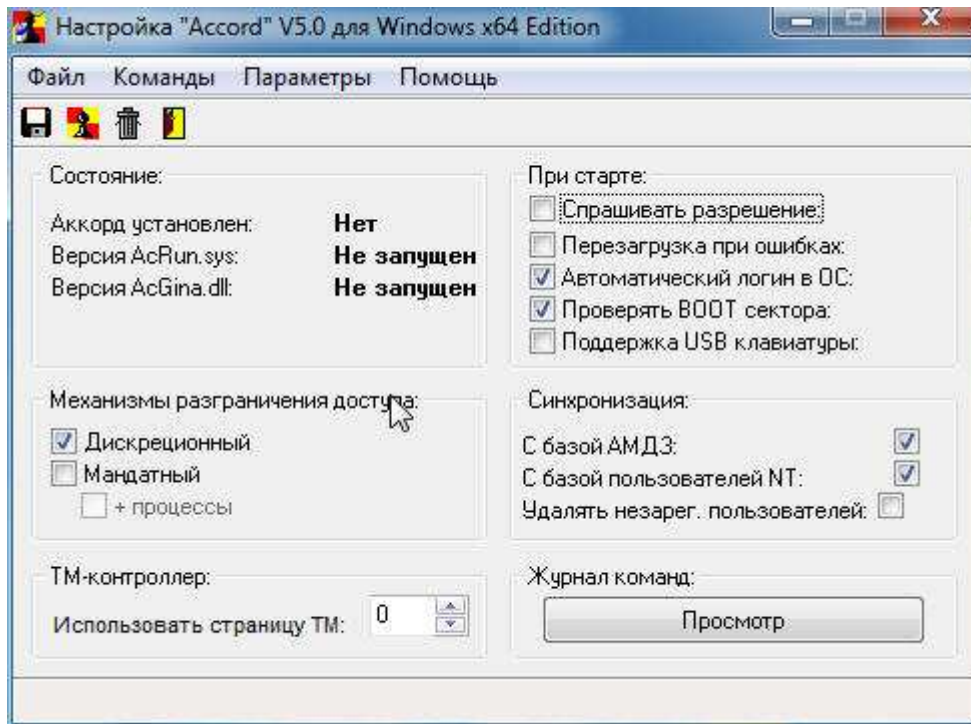 Настройка "Accord" V5.0 для Windows x64 Edition
Файл Команды Параметры Помощь
Состояние:
Аккорд установлен: Нет
Версия AcRun.sys: Не запущен
Версия AcGina.dll: Не запущен
При старте:
Спрашивать разрешение:
Перезагрузка при ошибках:
Автоматический логин в ОС:
Проверять BOOT сектора:
Поддержка USB клавиатуры:
Механизмы разграничения доступа:
Дискреционный
Мандатный
+ процессы
Синхронизация:
С базой АМДЗ:
С базой пользователей NT:
Удалять незарег. пользователей:
ТМ-контроллер:
Использовать страницу ТМ: 0
Журнал команд:
Просмотр